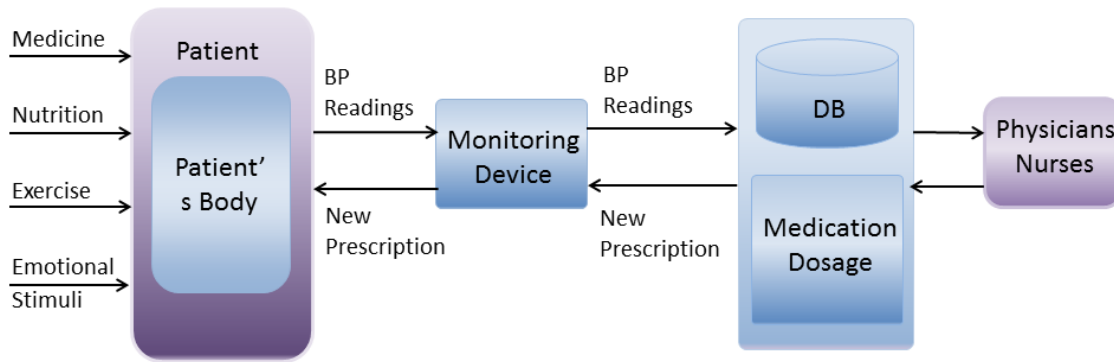 Medicine
Nutrition
Exercise
Emotional
Stimuli
Patient
Patient’
s Body
BP
Readings
New
Prescription
Monitoring
Device
BP
Readings
New
Prescription
DB
Medication
Dosage
Physicians
Nurses